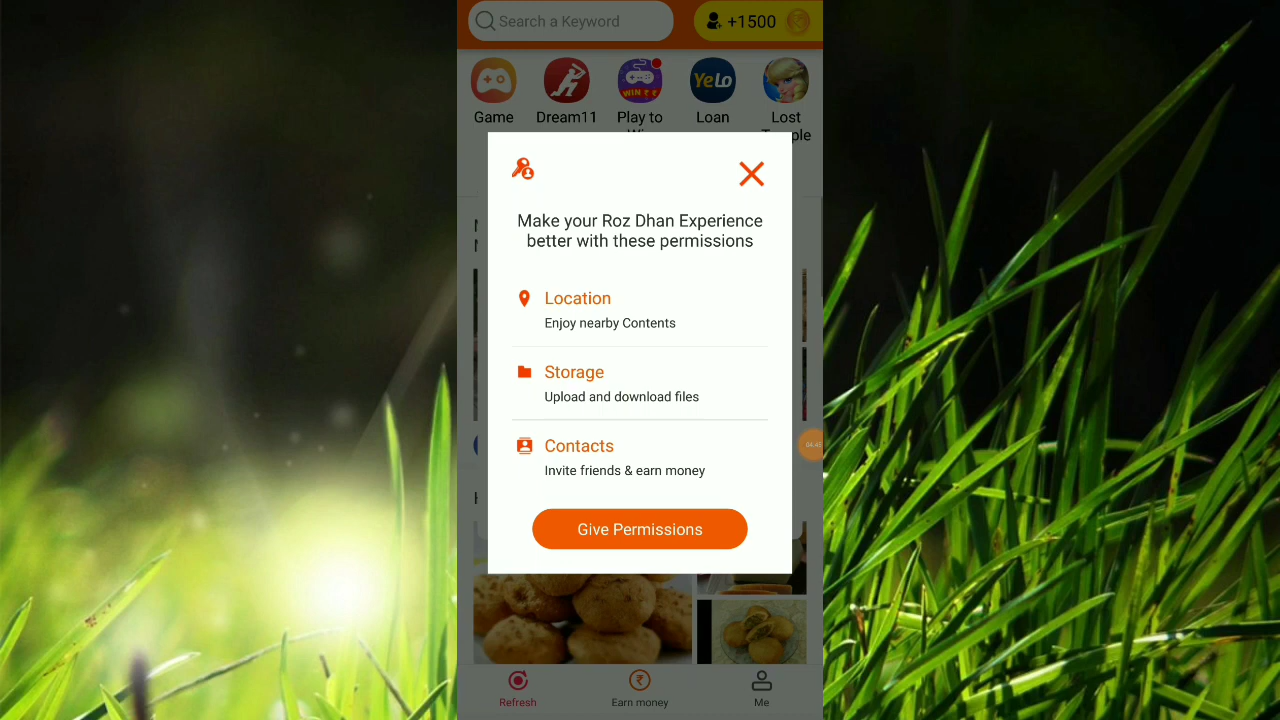 Search a Keyword
+1500
YeLo
WIN ₹ ₹
Game Dream11 Play to Loan Lost
Make your Roz Dhan Experience
better with these permissions
Location
Enjoy nearby Contents
Storage
Upload and download files
Contacts
Invite friends & earn money
Give Permissions
Refresh Earn money Me